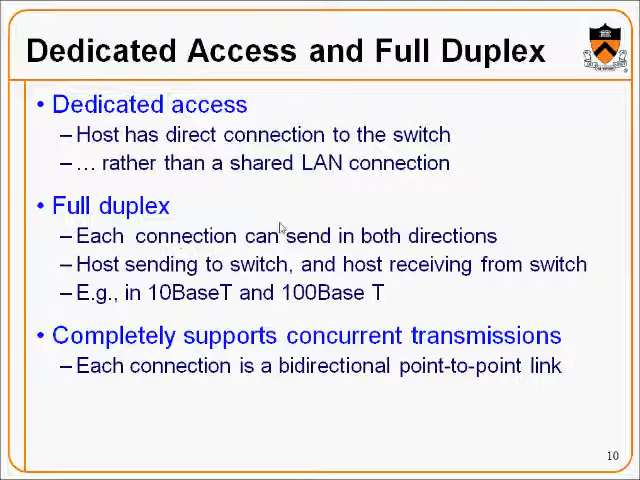 Dedicated Access and Full Duplex
• Dedicated access
– Host has direct connection to the switch
– … rather than a shared LAN connection
• Full duplex
– Each connection can send in both directions
– Host sending to switch, and host receiving from switch
– E.g., in 10BaseT and 100Base T
• Completely supports concurrent transmissions
– Each connection is a bidirectional point-to-point link
10